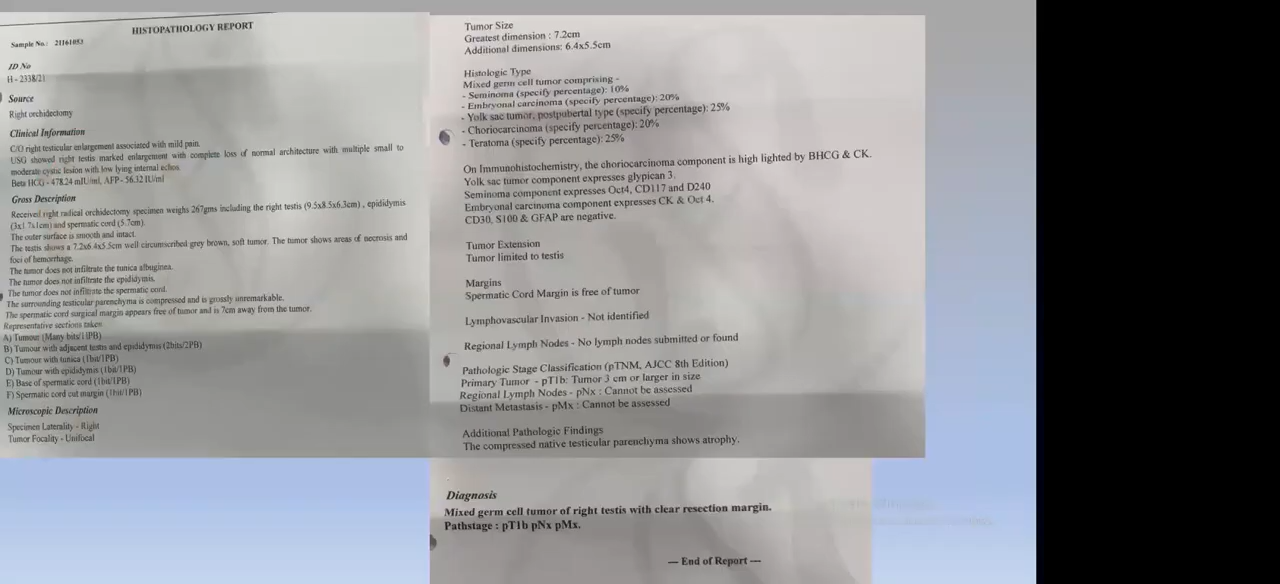 HISTOPATHOLOGY REPORT
Sample No.: 21161053
ID No
H - 2338/21
Source
Right orchidectomy
Clinical Information
C/O right testicular enlargement associated with mild pain.
USG showed right testis marked enlargement with complete loss of normal architecture with multiple small to
moderate cystic lesion with low lying internal echos
Beta HCG - 478.24 mIU/ml, AFP - 56.32 IU/ml
Gross Description
Received right radical orchidectomy specimen weighs 267gms including the right testis (9.5x8.5x6.3cm) , epididymis
(3x1.7x1cm) and spermatic cord (5.7cm).
The outer surface is smooth and intact.
The testis shows a 7.2x6.4x5.5cm well circumscribed grey brown, soft tumor. The tumor shows areas of necrosis and
foci of hemorrhage.
The tumor does not infiltrate the tunica albuginea.
The tumor does not infiltrate the epididymis.
The tumor does not infiltrate the spermatic cord.
The surrounding testicular parenchyma is compressed and is grossly unremarkable.
The spermatic cord surgical margin appears free of tumor and is 7cm away from the tumor.
Representative sections taken
A) Tumour (Many bits/11PB)
B) Tumour with adjacent testis and epididymis (2bits/2PB)
C) Tumour with tunica (1bit/1PB)
D) Tumour with epididymis (1bit/1PB)
E) Base of spermatic cord (1bit/1PB)
F) Spermatic cord cut margin (1bit/1PB)
Microscopic Description
Specimen Laterality - Right
Tumor Focality - Unifocal
Tumor Size
Greatest dimension : 7.2cm
Additional dimensions: 6.4x5.5cm
Histologic Type
Mixed germ cell tumor comprising -
- Seminoma (specify percentage): 10%
- Embryonal carcinoma (specify percentage): 20%
- Yolk sac tumor, postpubertal type (specify percentage): 25%
- Choriocarcinoma (specify percentage): 20%
- Teratoma (specify percentage): 25%
On Immunohistochemistry, the choriocarcinoma component is high lighted by BHCG & CK.
Yolk sac tumor component expresses glypican 3.
Seminoma component expresses Oct4, CD117 and D240
Embryonal carcinoma component expresses CK & Oct 4.
CD30, S100 & GFAP are negative.
Tumor Extension
Tumor limited to testis
Margins
Spermatic Cord Margin is free of tumor
Lymphovascular Invasion - Not identified
Regional Lymph Nodes - No lymph nodes submitted or found
Pathologic Stage Classification (pTNM, AJCC 8th Edition)
Primary Tumor - pT1b: Tumor 3 cm or larger in size
Regional Lymph Nodes - pNx : Cannot be assessed
Distant Metastasis - pMx : Cannot be assessed
Additional Pathologic Findings
The compressed native testicular parenchyma shows atrophy.
Diagnosis
Mixed germ cell tumor of right testis with clear resection margin.
Pathstage : pT1b pNx pMx.
--- End of Report ---